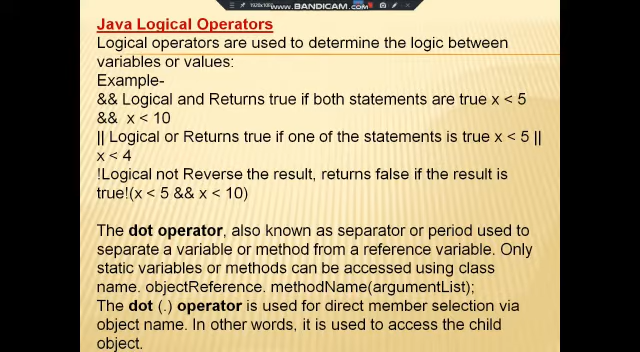 www.BANDICAM.com
Java Logical Operators
Logical operators are used to determine the logic between
variables or values:
Example-
&& Logical and Returns true if both statements are true x < 5
&& x < 10
|| Logical or Returns true if one of the statements is true x < 5 ||
x < 4
!Logical not Reverse the result, returns false if the result is
true!(x < 5 && x < 10)
The dot operator, also known as separator or period used to
separate a variable or method from a reference variable. Only
static variables or methods can be accessed using class
name. objectReference. methodName(argumentList);
The dot (.) operator is used for direct member selection via
object name. In other words, it is used to access the child
object.